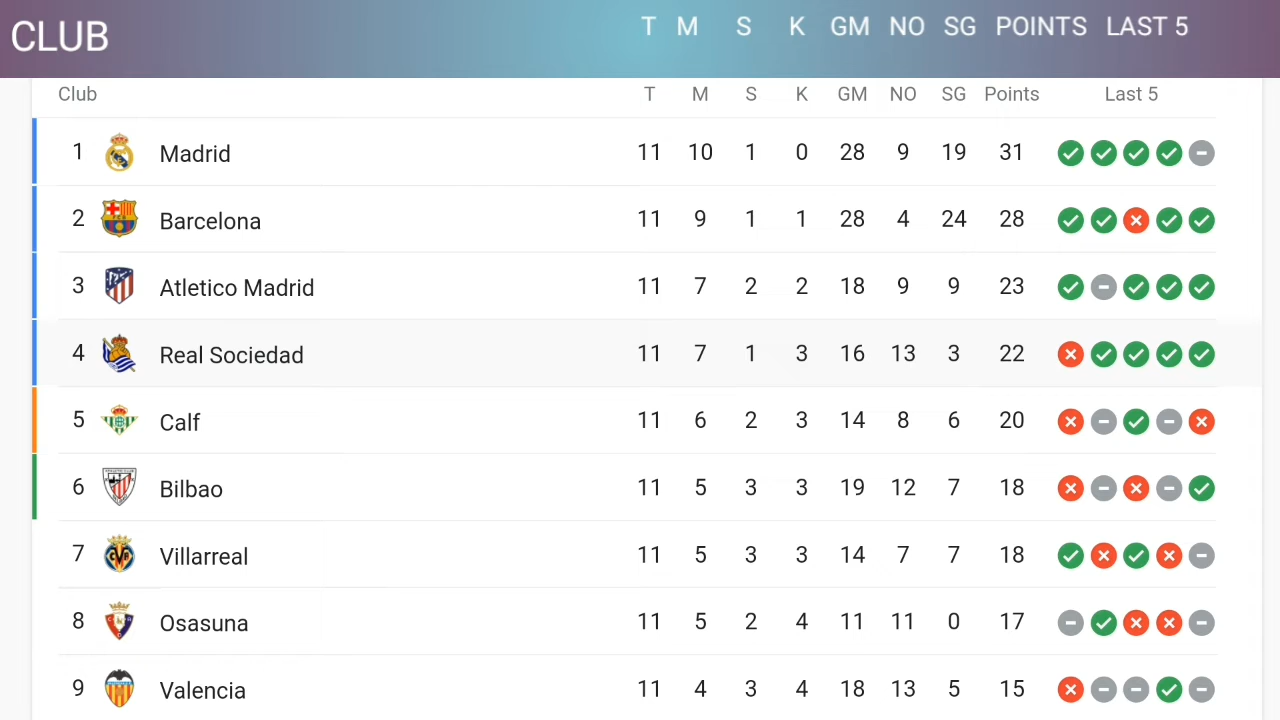 CLUB T M S K GM NO SG POINTS LAST 5
Club T M S K GM NO SG Points Last 5
1 Madrid 11 10 1 0 28 9 19 31
2 Barcelona 11 9 1 1 28 4 24 28
3 Atletico Madrid 11 7 2 2 18 9 9 23
4 Real Sociedad 11 7 1 3 16 13 3 22
5 Calf 11 6 2 3 14 8 6 20
6 Bilbao 11 5 3 3 19 12 7 18
7 Villarreal 11 5 3 3 14 7 7 18
8 Osasuna 11 5 2 4 11 11 0 17
9 Valencia 11 4 3 4 18 13 5 15